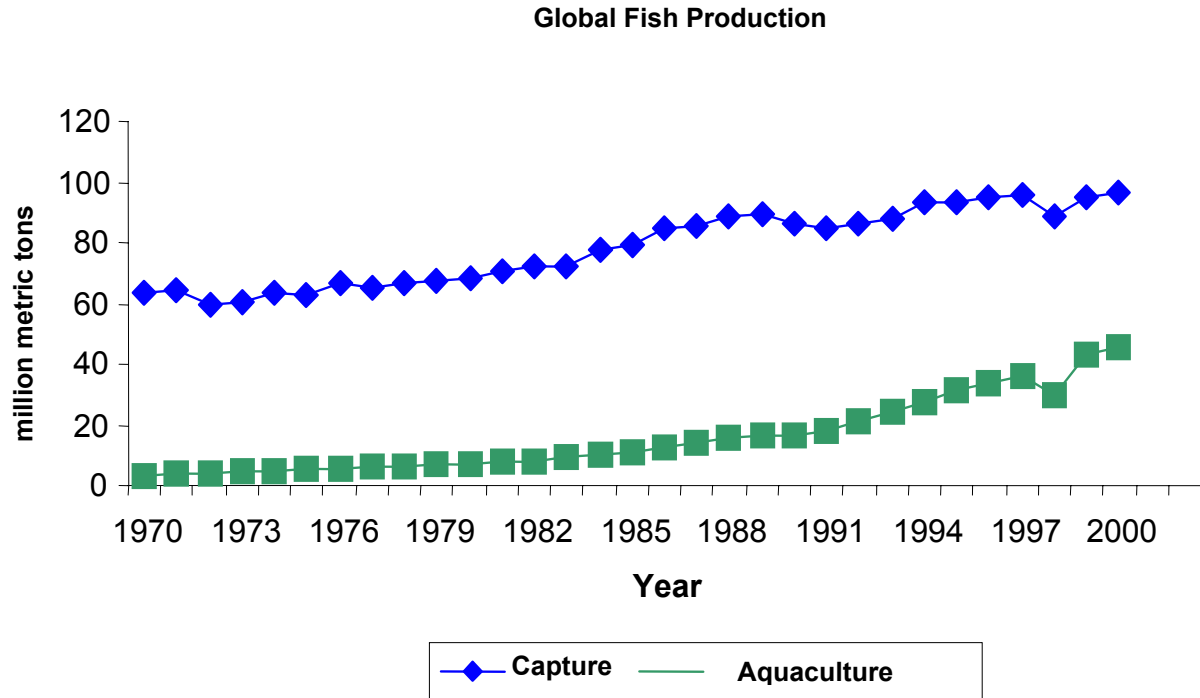 Global Fish Production
120
100
80
60
40
20
0
million metric tons
1970 1973 1976 1979 1982 1985 1988 1991 1994 1997 2000
Year
Capture Aquaculture